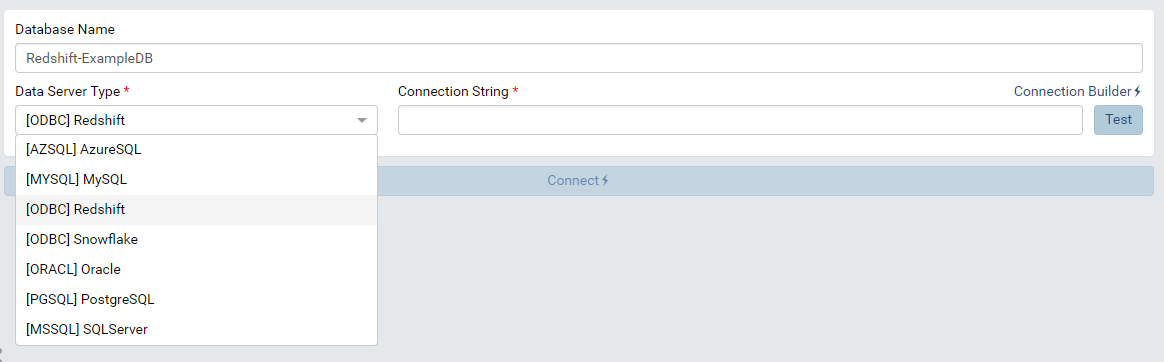 Database Name
Redshift-ExampleDB
Data Server Type * Connection String * Connection Builder
[ODBC] Redshift Test
[AZSQL] AzureSQL
[MYSQL] MySQL
Connect
[ODBC] Redshift
[ODBC] Snowflake
[ORACL] Oracle
[PGSQL] PostgreSQL
[MSSQL] SQLServer